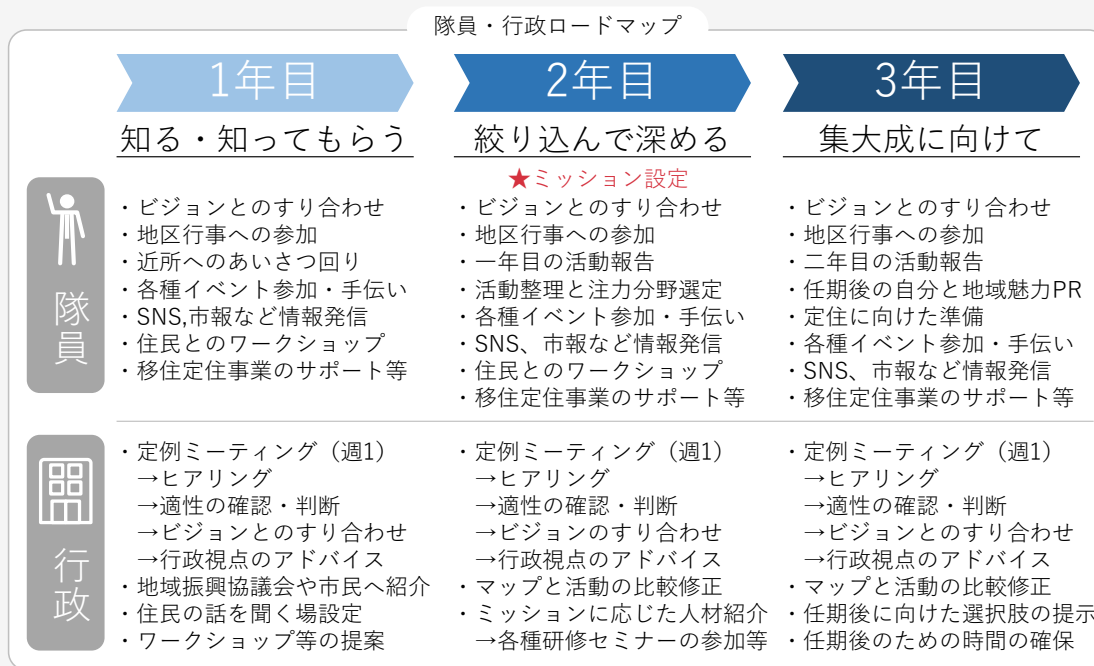 隊員・行政ロードマップ
1年目
2年目
3年目
知る・知ってもらう
絞り込んで深める
集大成に向けて
★ミッション設定
隊員
・ビジョンとのすり合わせ
・地区行事への参加
・近所へのあいさつ回り
・各種イベント参加・手伝い
・SNS,市報など情報発信
・住民とのワークショップ
・移住定住事業のサポート等
・ビジョンとのすり合わせ
・地区行事への参加
・一年目の活動報告
・活動整理と注力分野選定
・各種イベント参加・手伝い
・SNS、市報など情報発信
・住民とのワークショップ
・移住定住事業のサポート等
・ビジョンとのすり合わせ
・地区行事への参加
・二年目の活動報告
・任期後の自分と地域魅力PR
・定住に向けた準備
・各種イベント参加・手伝い
・SNS、市報など情報発信
・移住定住事業のサポート等
行政
・定例ミーティング（週1）
→ヒアリング
→適性の確認・判断
→ビジョンとのすり合わせ
→行政視点のアドバイス
・地域振興協議会や市民へ紹介
・住民の話を聞く場設定
・ワークショップ等の提案
・定例ミーティング（週1）
→ヒアリング
→適性の確認・判断
→ビジョンのすり合わせ
→行政視点のアドバイス
・マップと活動の比較修正
・ミッションに応じた人材紹介
→各種研修セミナーの参加等
・定例ミーティング（週1）
→ヒアリング
→適性の確認・判断
→ビジョンとのすり合わせ
→行政視点のアドバイス
・マップと活動の比較修正
・任期後に向けた選択肢の提示
・任期後のための時間の確保